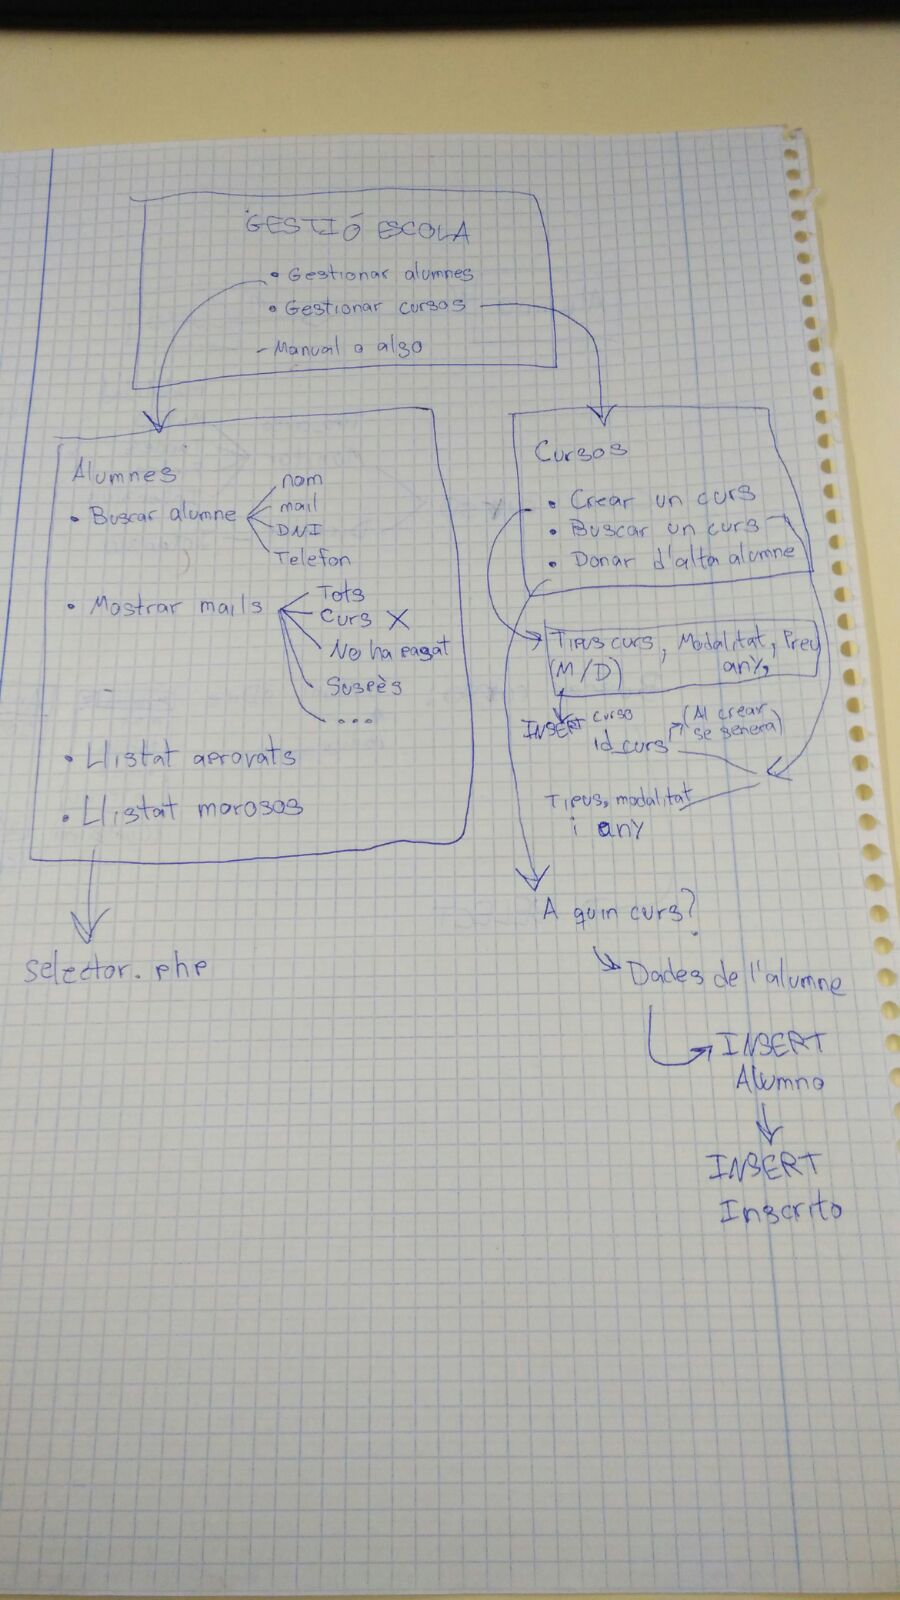 GESTIÓ ESCOLA
• Gestionar alumnes
• Gestionar cursos
- Manual o algo
Alumnes
• Buscar alumne
nom
mail
DNI
Telefon
• Mostrar mails
Tots
Curs X
No ha pagat
Suspès
...
• Llistat aprovats
• Llistat morosos
selector.php
Cursos
• Crear un curs
• Buscar un curs
• Donar d'alta alumne
Tipus curs, Modalitat, Preu
(M/D) any,
INSERT curso
id_curs (Al crear
se genera)
Tipus, modalitat
i any
A quin curs?
Dades de l'alumne
INSERT
Alumno
INSERT
Inscrito